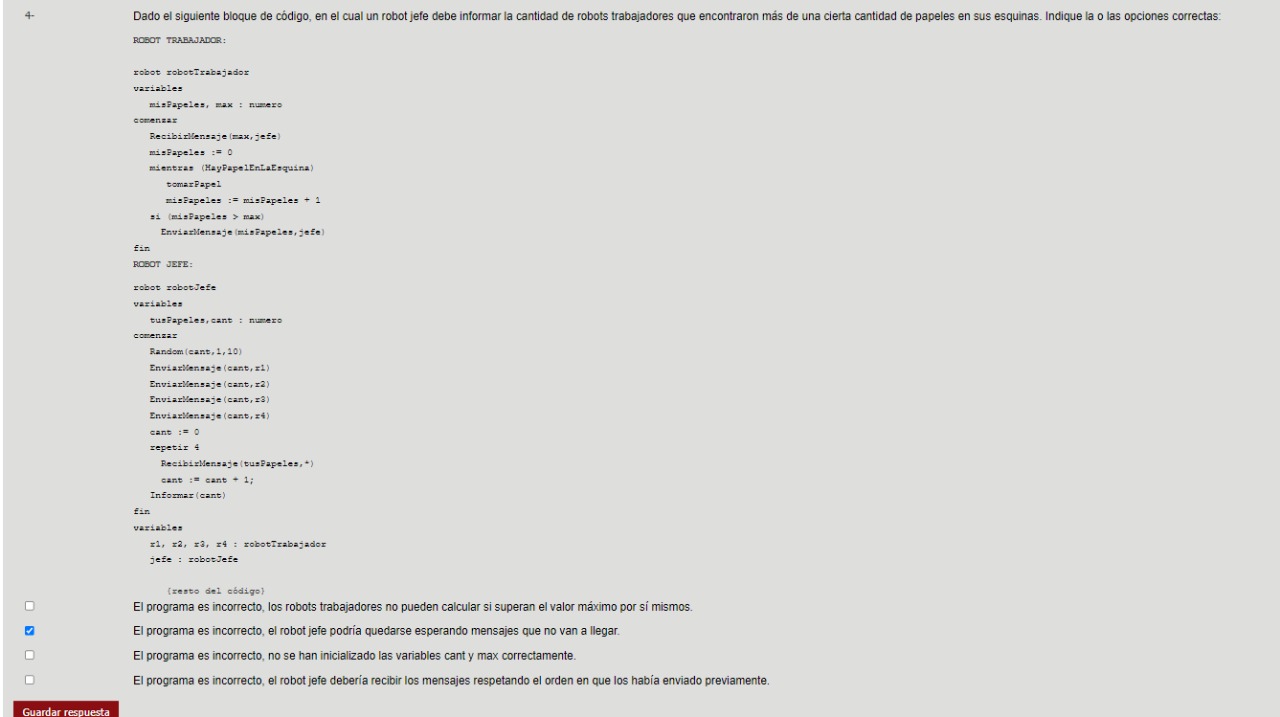 4- Dado el siguiente bloque de código, en el cual un robot jefe debe informar la cantidad de robots trabajadores que encontraron más de una cierta cantidad de papeles en sus esquinas. Indique la o las opciones correctas:
ROBOT TRABAJADOR:
robot robotTrabajador
variables
misPapeles, max : numero
comenzar
RecibirMensaje(max,jefe)
misPapeles := 0
mientras (HayPapelEnLaEsquina)
tomarPapel
misPapeles := misPapeles + 1
si (misPapeles > max)
EnviarMensaje(misPapeles,jefe)
fin
ROBOT JEFE:
robot robotJefe
variables
tusPapeles,cant : numero
comenzar
Random(cant,1,10)
EnviarMensaje(cant,r1)
EnviarMensaje(cant,r2)
EnviarMensaje(cant,r3)
EnviarMensaje(cant,r4)
cant := 0
repetir 4
RecibirMensaje(tusPapeles,*)
cant := cant + 1;
Informar(cant)
fin
variables
r1, r2, r3, r4 : robotTrabajador
jefe : robotJefe
(resto del código)
El programa es incorrecto, los robots trabajadores no pueden calcular si superan el valor máximo por sí mismos.
El programa es incorrecto, el robot jefe podría quedarse esperando mensajes que no van a llegar.
El programa es incorrecto, no se han inicializado las variables cant y max correctamente.
El programa es incorrecto, el robot jefe debería recibir los mensajes respetando el orden en que los había enviado previamente.
Guardar respuesta